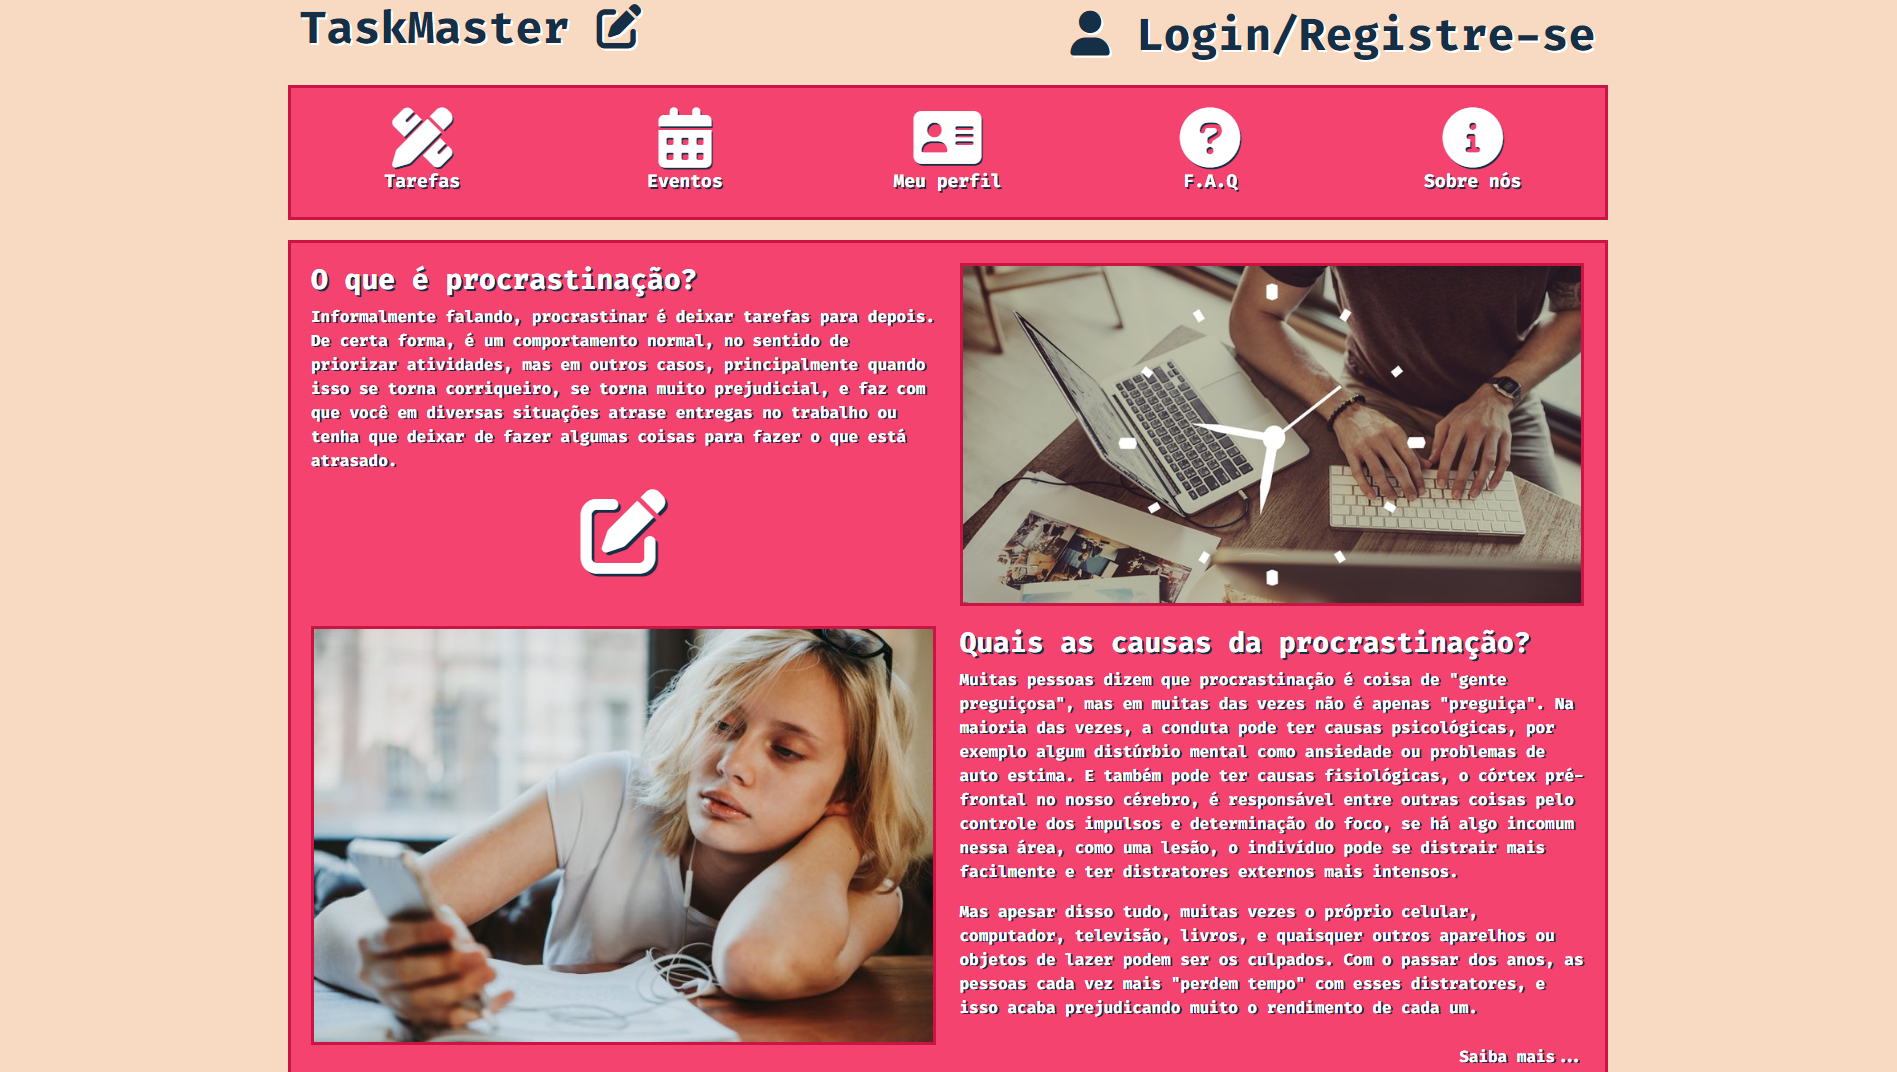 TaskMaster
Login/Registre-se
Tarefas
Eventos
Meu perfil
F.A.Q
Sobre nós
O que é procrastinação?
Informalmente falando, procrastinar é deixar tarefas para depois.
De certa forma, é um comportamento normal, no sentido de
priorizar atividades, mas em outros casos, principalmente quando
isso se torna corriqueiro, se torna muito prejudicial, e faz com
que você em diversas situações atrase entregas no trabalho ou
tenha que deixar de fazer algumas coisas para fazer o que está
atrasado.
Quais as causas da procrastinação?
Muitas pessoas dizem que procrastinação é coisa de "gente
preguiçosa", mas em muitas das vezes não é apenas "preguiça". Na
maioria das vezes, a conduta pode ter causas psicológicas, por
exemplo algum distúrbio mental como ansiedade ou problemas de
auto estima. E também pode ter causas fisiológicas, o córtex pré-
frontal no nosso cérebro, é responsável entre outras coisas pelo
controle dos impulsos e determinação do foco, se há algo incomum
nessa área, como uma lesão, o indivíduo pode se distrair mais
facilmente e ter distratores externos mais intensos.
Mas apesar disso tudo, muitas vezes o próprio celular,
computador, televisão, livros, e quaisquer outros aparelhos ou
objetos de lazer podem ser os culpados. Com o passar dos anos, as
pessoas cada vez mais "perdem tempo" com esses distratores, e
isso acaba prejudicando muito o rendimento de cada um.
Saiba mais...